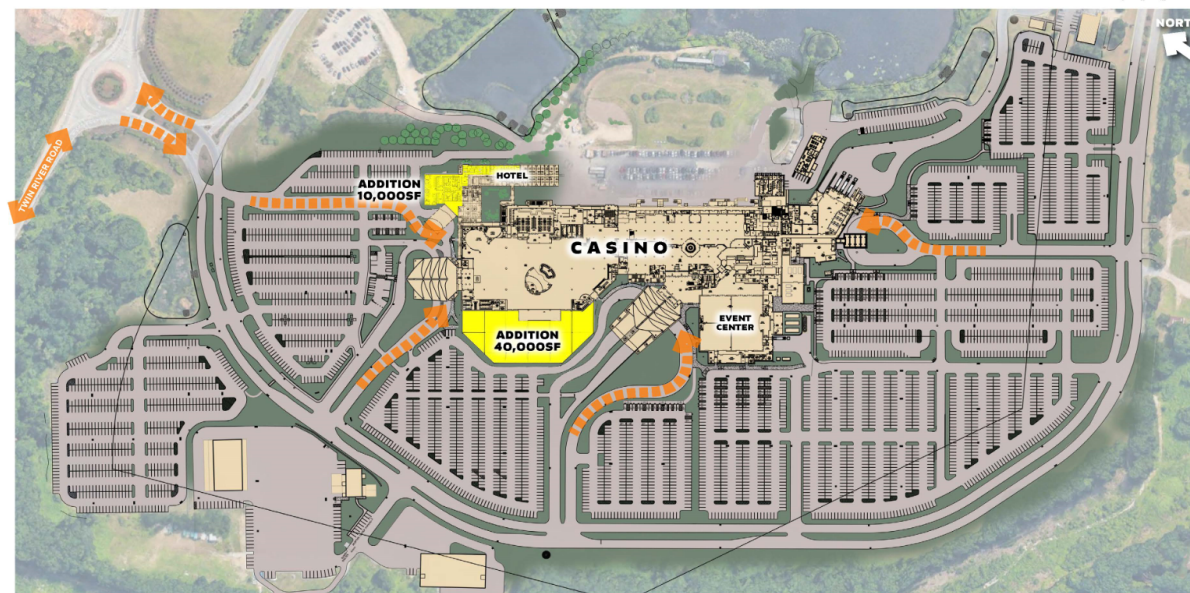 NORT
TWIN RIVER ROAD
ADDITION
10,000SF
HOTEL
CASINO
EVENT
CENTER
ADDITION
40,000SF